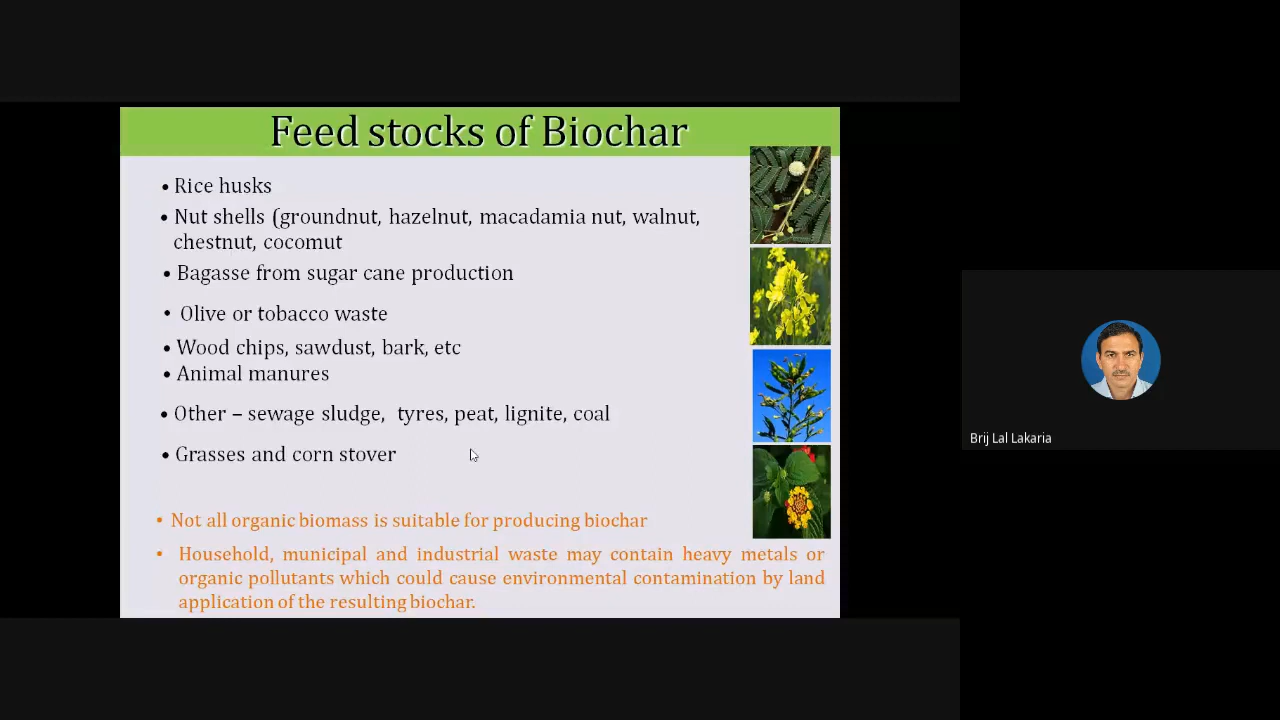 Feed stocks of Biochar
• Rice husks
• Nut shells (groundnut, hazelnut, macadamia nut, walnut,
chestnut, cocomut
• Bagasse from sugar cane production
• Olive or tobacco waste
• Wood chips, sawdust, bark, etc
• Animal manures
• Other – sewage sludge, tyres, peat, lignite, coal
• Grasses and corn stover
• Not all organic biomass is suitable for producing biochar
• Household, municipal and industrial waste may contain heavy metals or
organic pollutants which could cause environmental contamination by land
application of the resulting biochar.
Brij Lal Lakaria